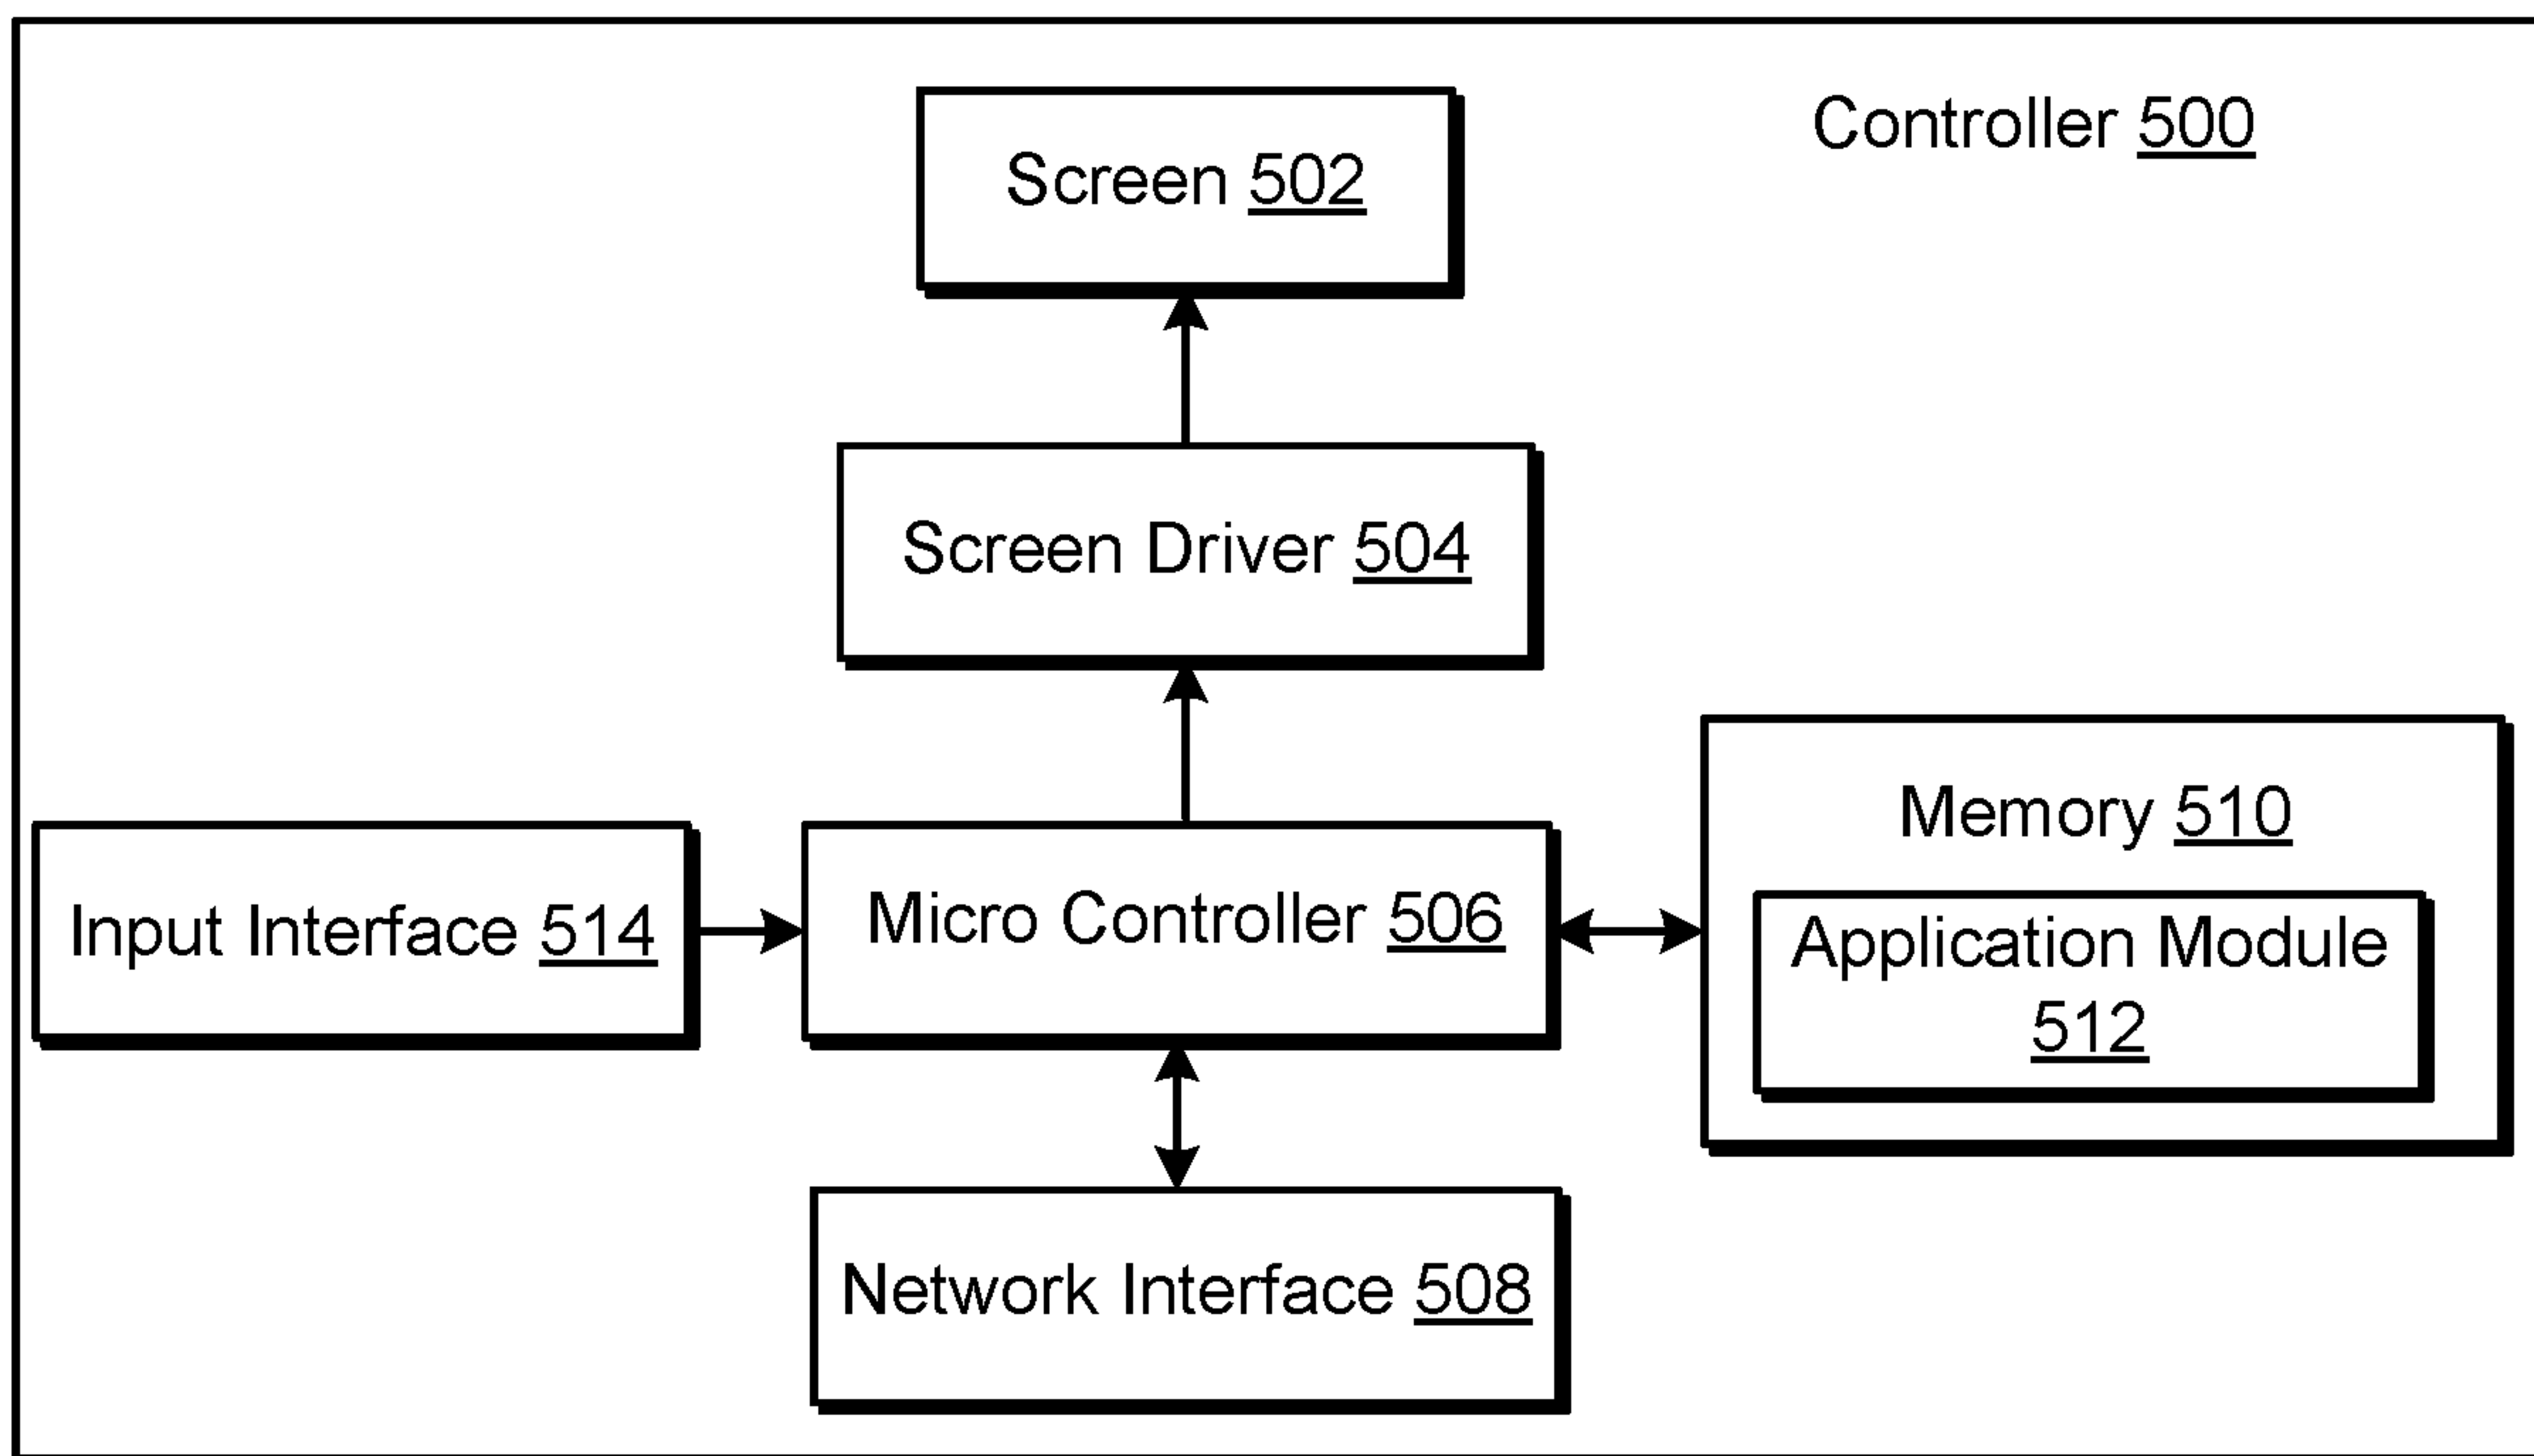 Controller 500
Screen 502
Screen Driver 504
Memory 510
Input Interface 514
Micro Controller 506
Application Module
512
Network Interface 508